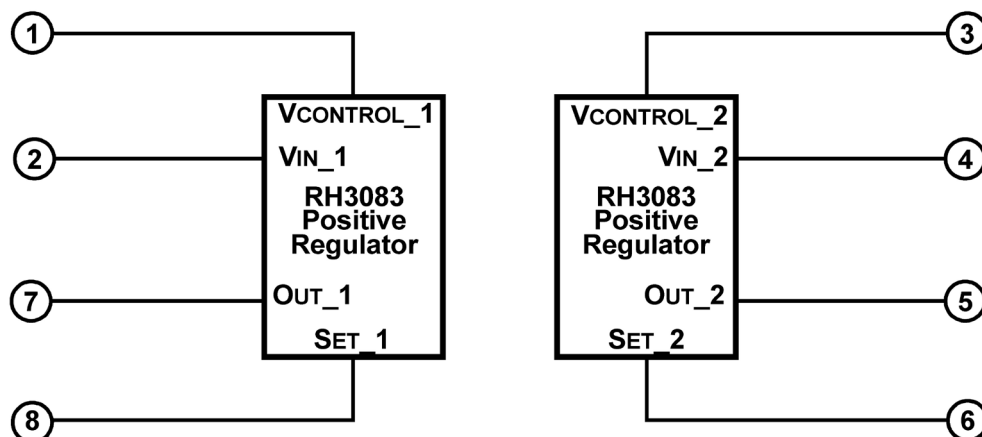 1
3
VCONTROL_1
VCONTROL_2
2
VIN_1
VIN_2
4
RH3083
Positive
Regulator
RH3083
Positive
Regulator
7
OUT_1
OUT_2
5
SET_1
SET_2
8
6